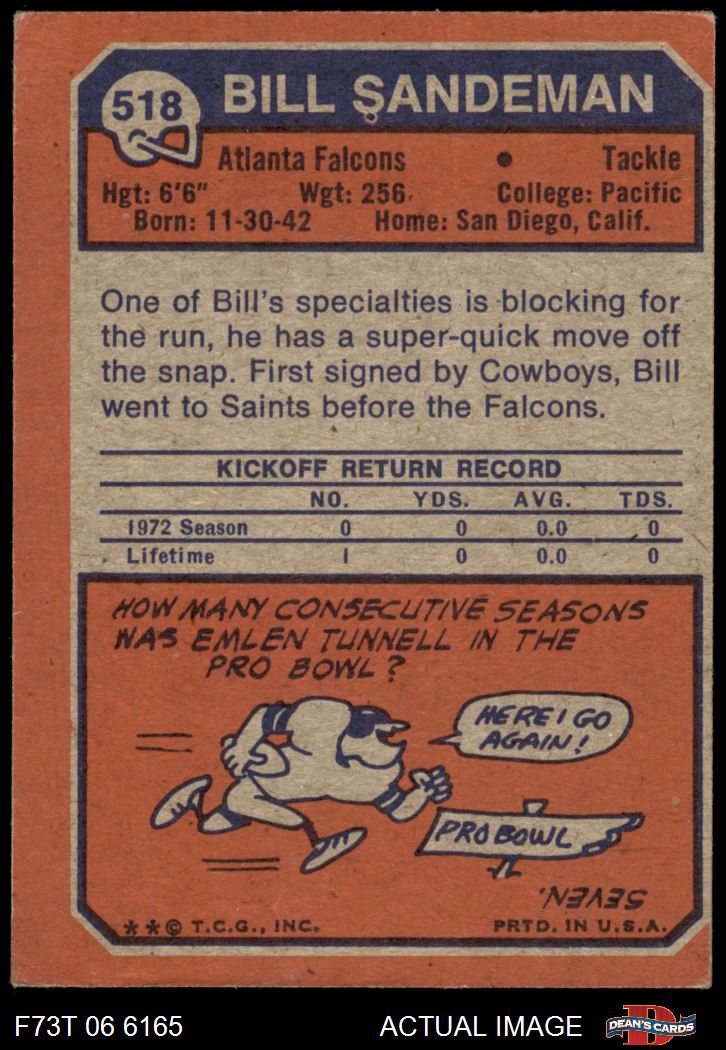 518
BILL SANDEMAN
Atlanta Falcons • Tackle
Hgt: 6'6" Wgt: 256. College: Pacific
Born: 11-30-42 Home: San Diego, Calif.
One of Bill's specialties is blocking for
the run, he has a super-quick move off
the snap. First signed by Cowboys, Bill
went to Saints before the Falcons.
KICKOFF RETURN RECORD
NO. YDS. AVG. TDS.
1972 Season 0 0 0.0 0
Lifetime 1 0 0.0 0
HOW MANY CONSECUTIVE SEASONS
WAS EMLEN TUNNELL IN THE
PRO BOWL?
HERE I GO
AGAIN!
PRO BOWL
SEVEN.
**© T.C.G., INC. PRTD. IN U.S.A.
F73T 06 6165 ACTUAL IMAGE
D
DEAN'S CARDS